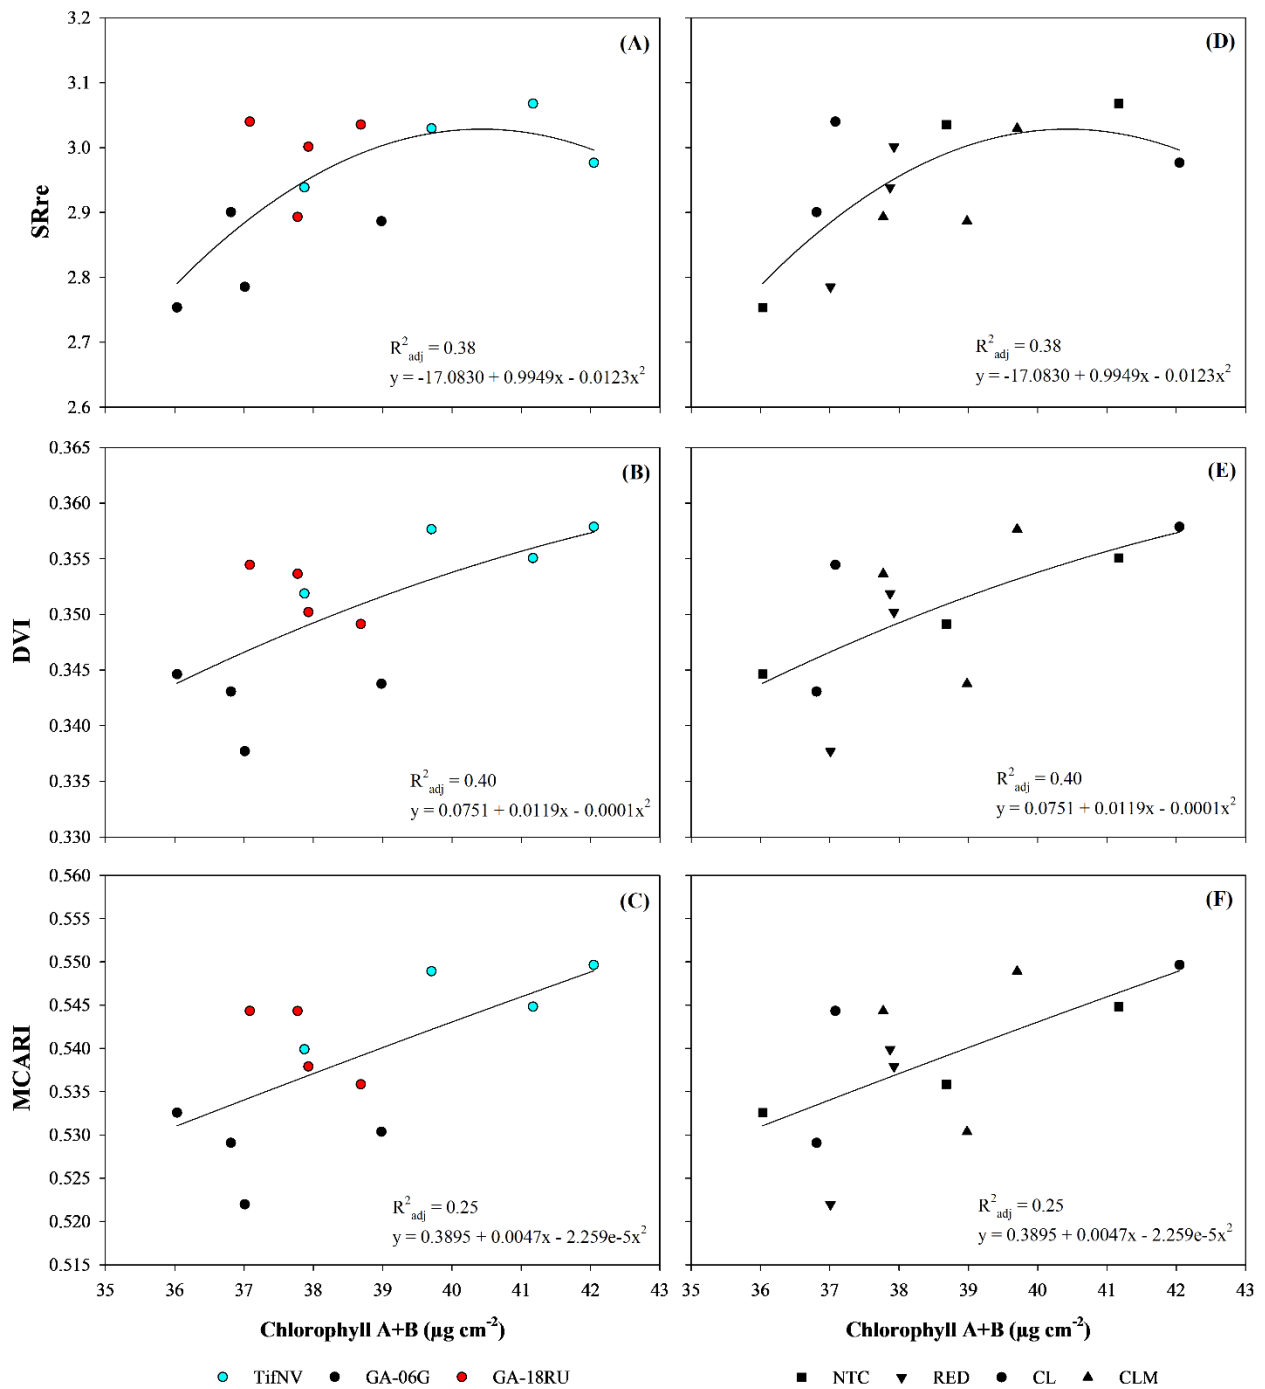 (A)
3.2
3.1
3.0
2.9
2.8
2.7
2.6
SRre
R²adj = 0.38
y = -17.0830 + 0.9949x - 0.0123x²
(D)
R²adj = 0.38
y = -17.0830 + 0.9949x - 0.0123x²
(B)
0.365
0.360
0.355
0.350
0.345
0.340
0.335
0.330
DVI
R²adj = 0.40
y = 0.0751 + 0.0119x - 0.0001x²
(E)
R²adj = 0.40
y = 0.0751 + 0.0119x - 0.0001x²
(C)
0.560
0.555
0.550
0.545
0.540
0.535
0.530
0.525
0.520
0.515
MCARI
R²adj = 0.25
y = 0.3895 + 0.0047x - 2.259e-5x²
35 36 37 38 39 40 41 42 43
Chlorophyll A+B (µg cm⁻²)
(F)
R²adj = 0.25
y = 0.3895 + 0.0047x - 2.259e-5x²
35 36 37 38 39 40 41 42 43
Chlorophyll A+B (µg cm⁻²)
TifNV GA-06G GA-18RU
NTC RED CL CLM